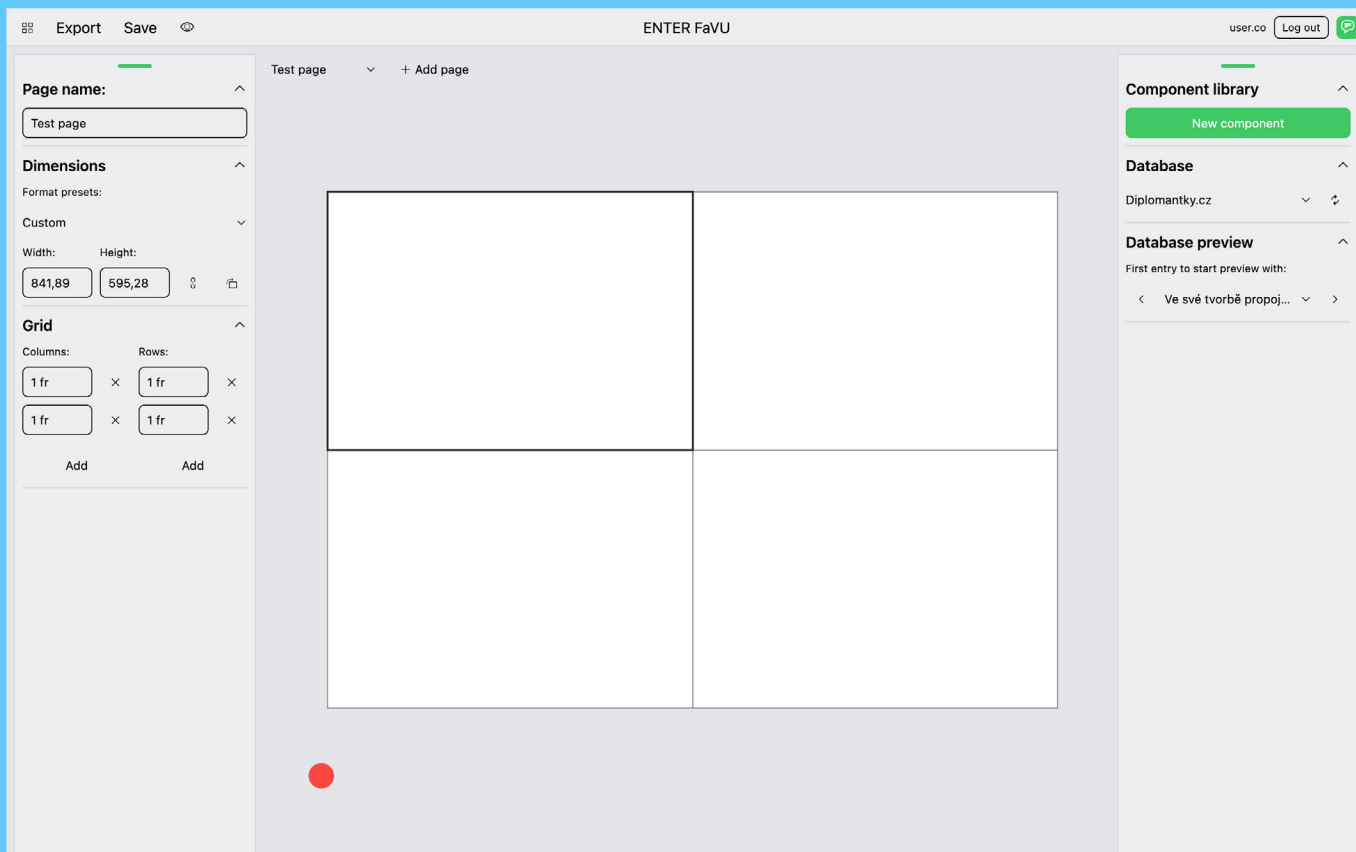 Export Save ENTER FaVU user.co Log out
Test page + Add page
Page name:
Test page
Dimensions
Format presets:
Custom
Width: Height:
841,89 595,28
Grid
Columns: Rows:
1 fr 1 fr
1 fr 1 fr
Add Add
Component library
New component
Database
Diplomantky.cz
Database preview
First entry to start preview with:
Ve své tvorbě propoj...